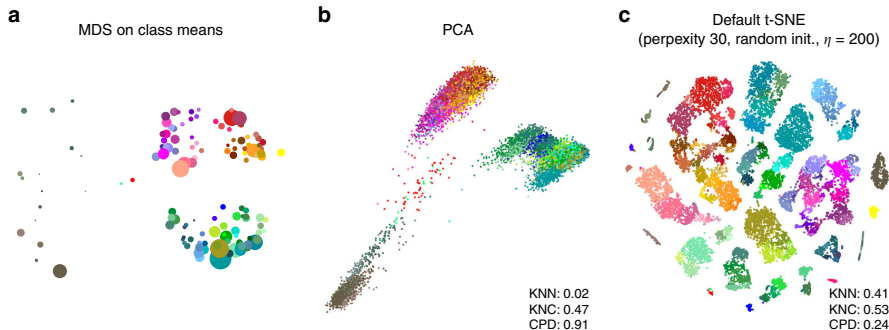 a
MDS on class means
b
PCA
KNN: 0.02
KNC: 0.47
CPD: 0.91
c
Default t-SNE
(perpexity 30, random init., η = 200)
KNN: 0.41
KNC: 0.53
CPD: 0.24